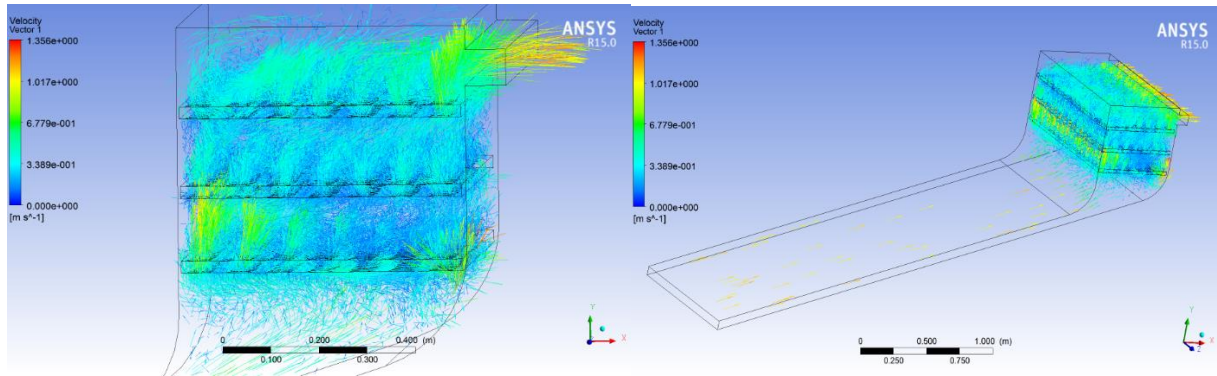 Velocity
Vector 1
1.356e+000
1.017e+000
6.779e-001
3.389e-001
0.000e+000
[m s^-1]
ANSYS
R15.0
0
0.200
0.400
(m)
0.100
0.300
Y
X
Velocity
Vector 1
1.356e+000
1.017e+000
6.779e-001
3.389e-001
0.000e+000
[m s^-1]
ANSYS
R15.0
0
0.500
1.000
(m)
0.250
0.750
Y
X
Z